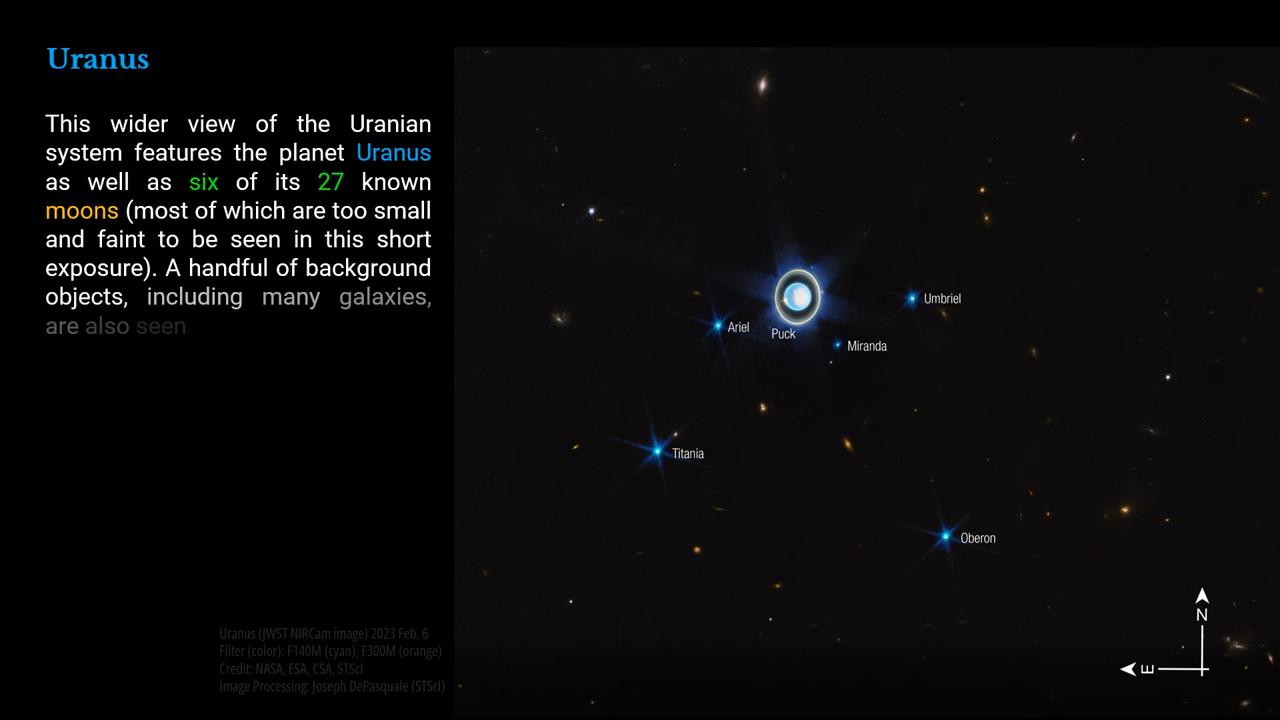 Uranus
This wider view of the Uranian
system features the planet Uranus
as well as six of its 27 known
moons (most of which are too small
and faint to be seen in this short
exposure). A handful of background
objects, including many galaxies,
are also seen
Umbriel
Ariel
Puck
Miranda
Titania
Oberon
N
E
Uranus (JWST NIRCam image) 2023 Feb. 6
Filter (color): F140M (cyan), F300M (orange)
Credit: NASA, ESA, CSA, STScI
Image Processing: Joseph DePasquale (STScI)